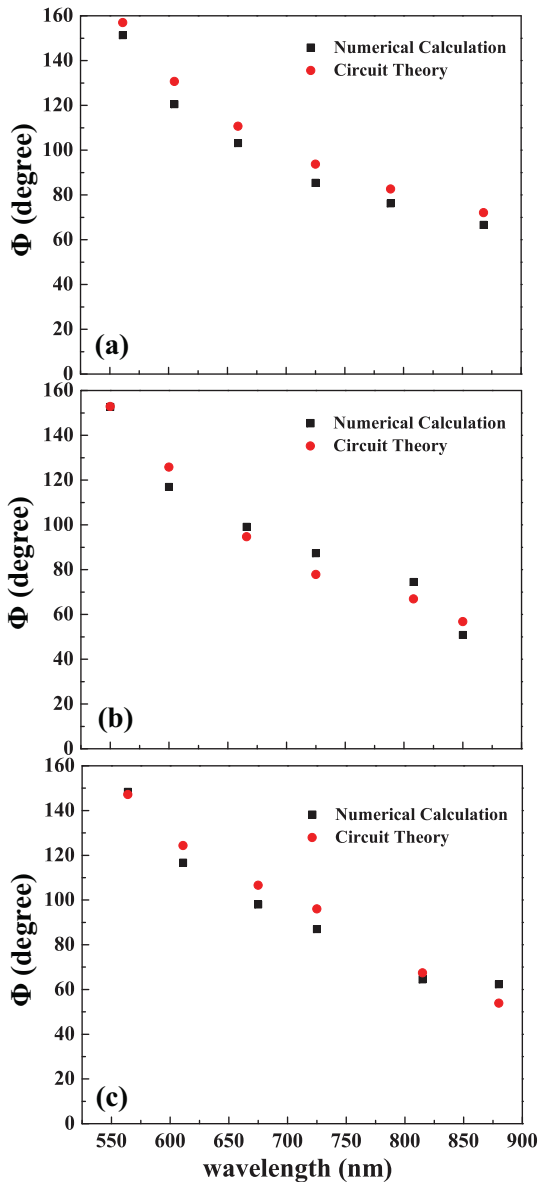 160
140
120
100
80
60
40
20
0
Φ (degree)
Numerical Calculation
Circuit Theory
(a)
160
140
120
100
80
60
40
20
0
Φ (degree)
Numerical Calculation
Circuit Theory
(b)
160
140
120
100
80
60
40
20
0
Φ (degree)
Numerical Calculation
Circuit Theory
(c)
550 600 650 700 750 800 850 900
wavelength (nm)